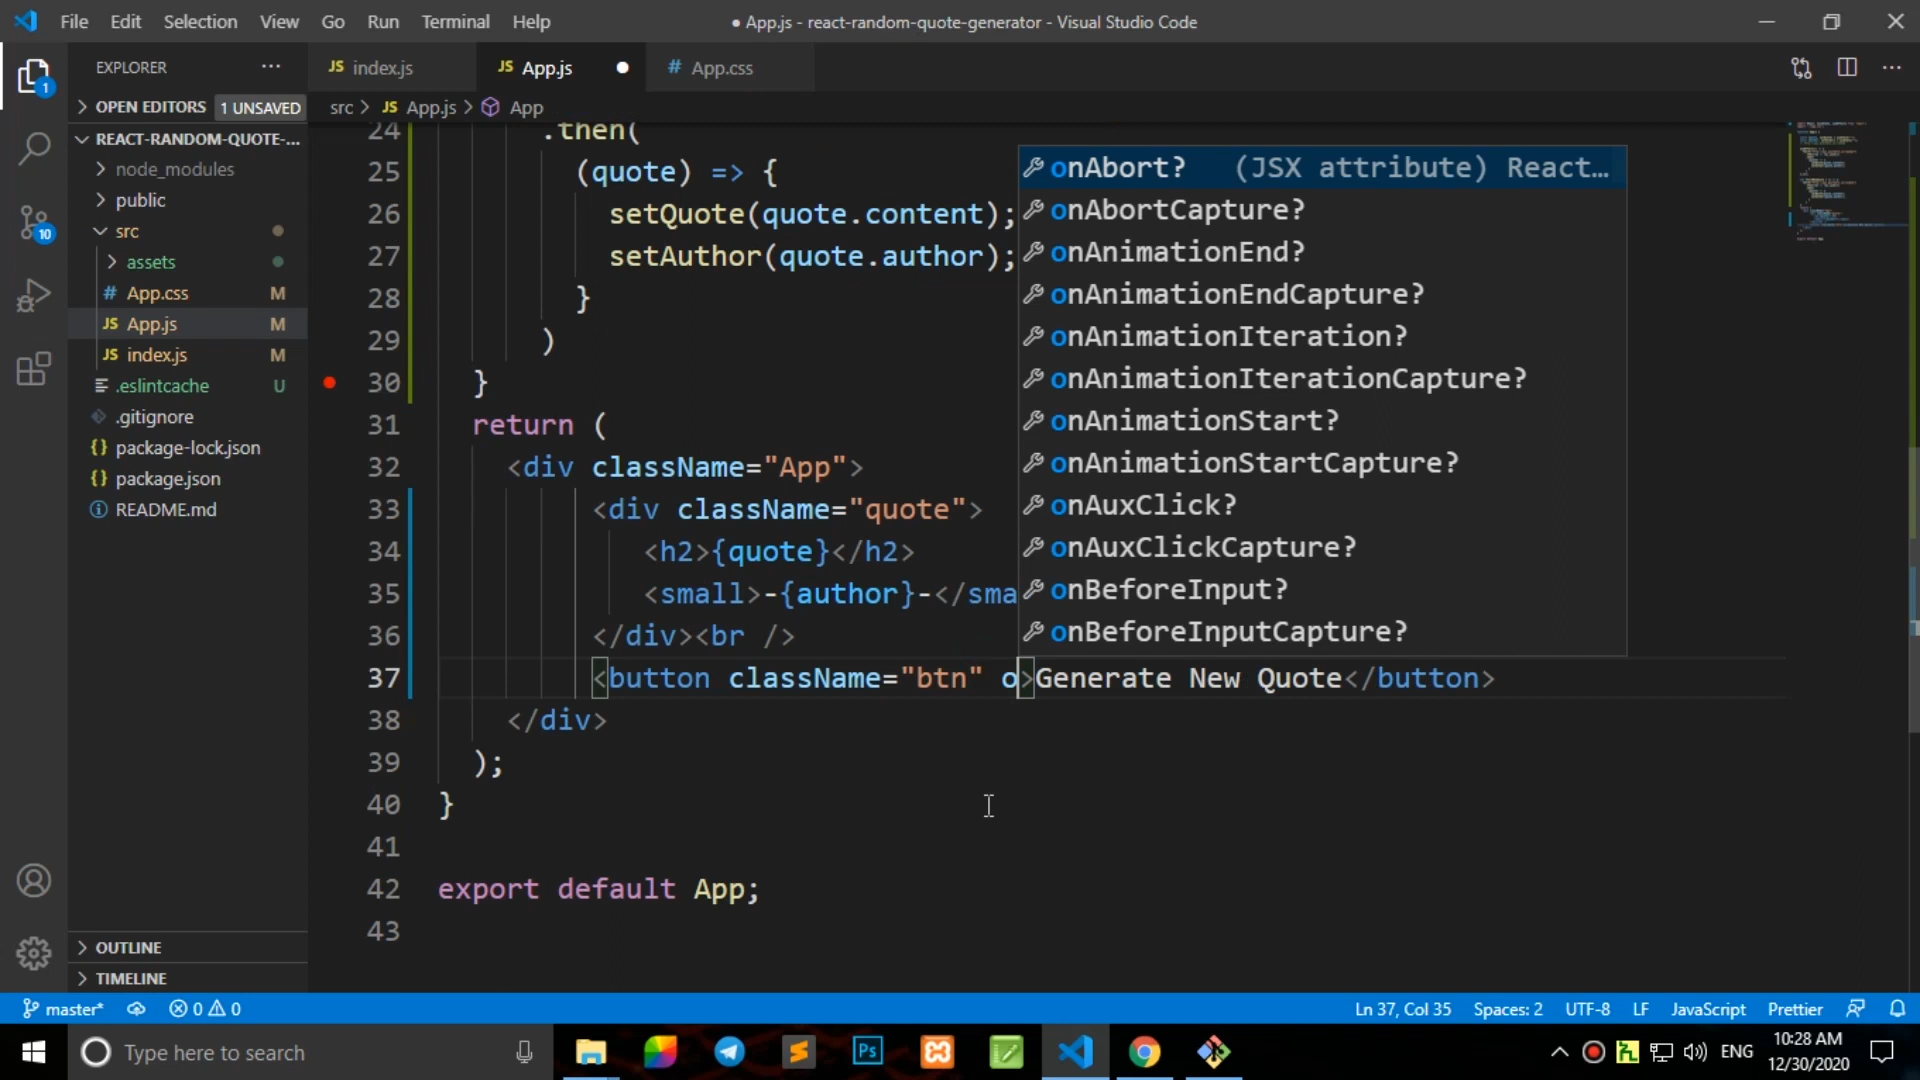 File Edit Selection View Go Run Terminal Help
● App.js - react-random-quote-generator - Visual Studio Code
EXPLORER
JS index.js
JS App.js
# App.css
OPEN EDITORS 1 UNSAVED
src > JS App.js > App
REACT-RANDOM-QUOTE-...
node_modules
public
src
assets
# App.css M
JS App.js M
JS index.js M
.eslintcache U
.gitignore
{} package-lock.json
{} package.json
README.md
OUTLINE
TIMELINE
1
10
24 .then(
25 (quote) => {
26 setQuote(quote.content);
27 setAuthor(quote.author);
28 }
29 )
30 }
31 return (
32 <div className="App">
33 <div className="quote">
34 <h2>{quote}</h2>
35 <small>-{author}-</sma
36 </div><br />
37 <button className="btn" o>Generate New Quote</button>
38 </div>
39 );
40 }
41
42 export default App;
43
onAbort? (JSX attribute) React...
onAbortCapture?
onAnimationEnd?
onAnimationEndCapture?
onAnimationIteration?
onAnimationIterationCapture?
onAnimationStart?
onAnimationStartCapture?
onAuxClick?
onAuxClickCapture?
onBeforeInput?
onBeforeInputCapture?
master* 0 0
Ln 37, Col 35 Spaces: 2 UTF-8 LF JavaScript Prettier
Type here to search
Ps
ENG
10:28 AM
12/30/2020